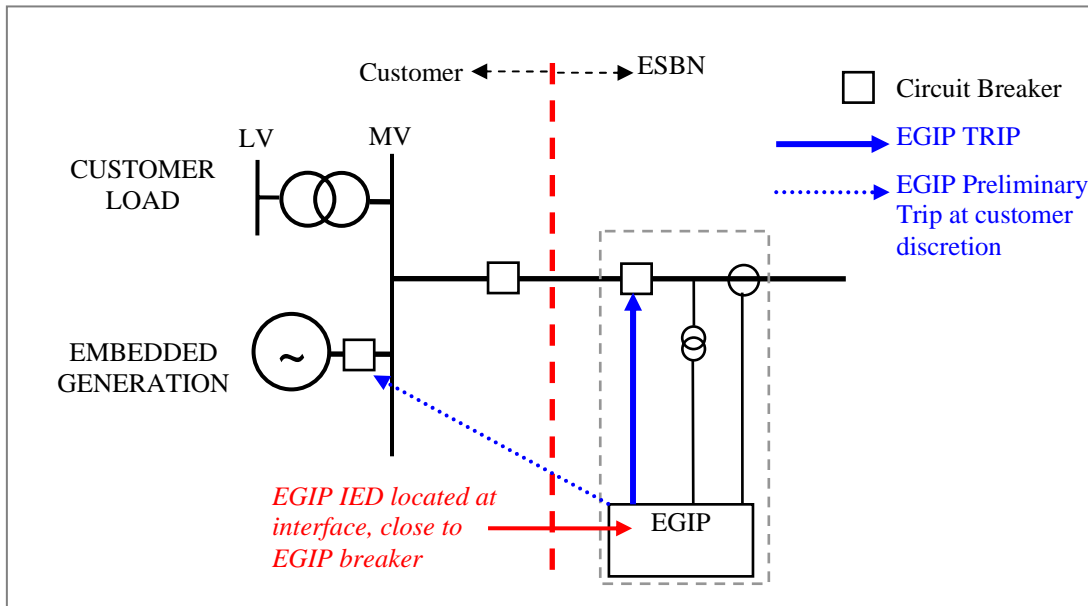 Customer
ESBN
Circuit Breaker
LV
MV
EGIP TRIP
CUSTOMER
LOAD
EGIP Preliminary
Trip at customer
discretion
EMBEDDED
GENERATION
~
EGIP IED located at
interface, close to
EGIP breaker
EGIP